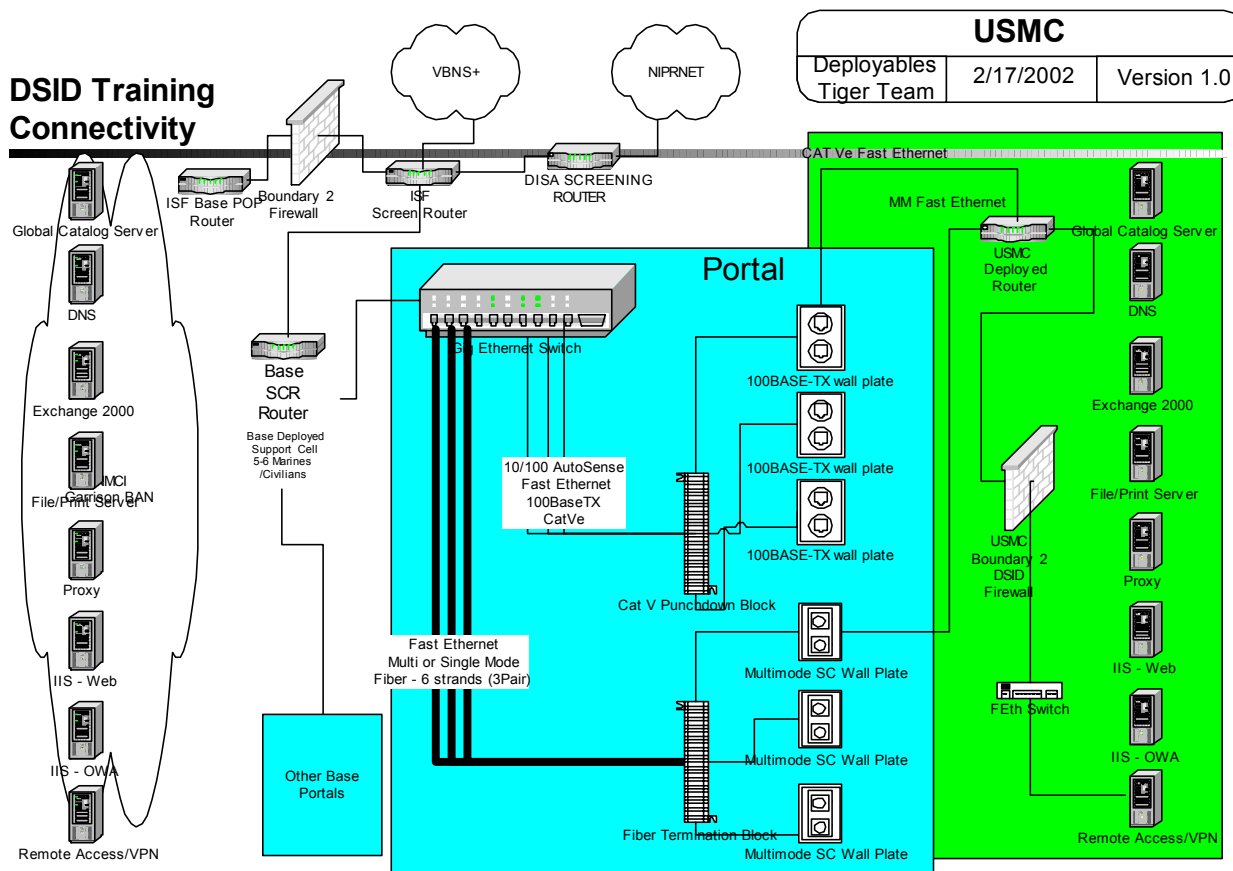 USMC
Deployables
Tiger Team
2/17/2002
Version 1.0
DSID Training
Connectivity
VBNS+
NIPRNET
CAT Ve Fast Ethernet
ISF Base POP
Router
Boundary 2
Firewall
ISF
Screen Router
DISA SCREENING
ROUTER
MM Fast Ethernet
Global Catalog Server
DNS
Exchange 2000
NMCI
Garrison BAN
File/Print Server
Proxy
IIS - Web
IIS - OWA
Remote Access/VPN
Base
SCR
Router
Base Deployed
Support Cell
5-6 Marines
/Civilians
Other Base
Portals
Portal
Gig Ethernet Switch
10/100 AutoSense
Fast Ethernet
100BaseTX
CatVe
Fast Ethernet
Multi or Single Mode
Fiber - 6 strands (3Pair)
100BASE-TX wall plate
100BASE-TX wall plate
100BASE-TX wall plate
Cat V Punchdown Block
Multimode SC Wall Plate
Multimode SC Wall Plate
Fiber Termination Block
Multimode SC Wall Plate
USMC
Deployed
Router
USMC
Boundary 2
DSID
Firewall
FEth Switch
Global Catalog Server
DNS
Exchange 2000
File/Print Server
Proxy
IIS - Web
IIS - OWA
Remote Access/VPN